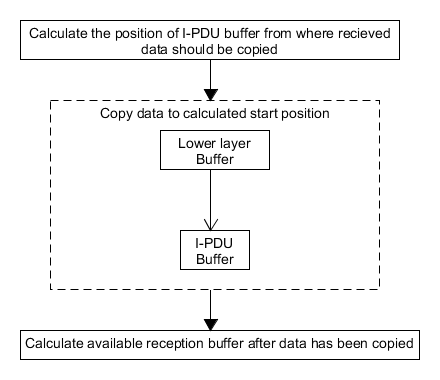 Calculate the position of I-PDU buffer from where recieved
data should be copied
Copy data to calculated start position
Lower layer
Buffer
I-PDU
Buffer
Calculate available reception buffer after data has been copied